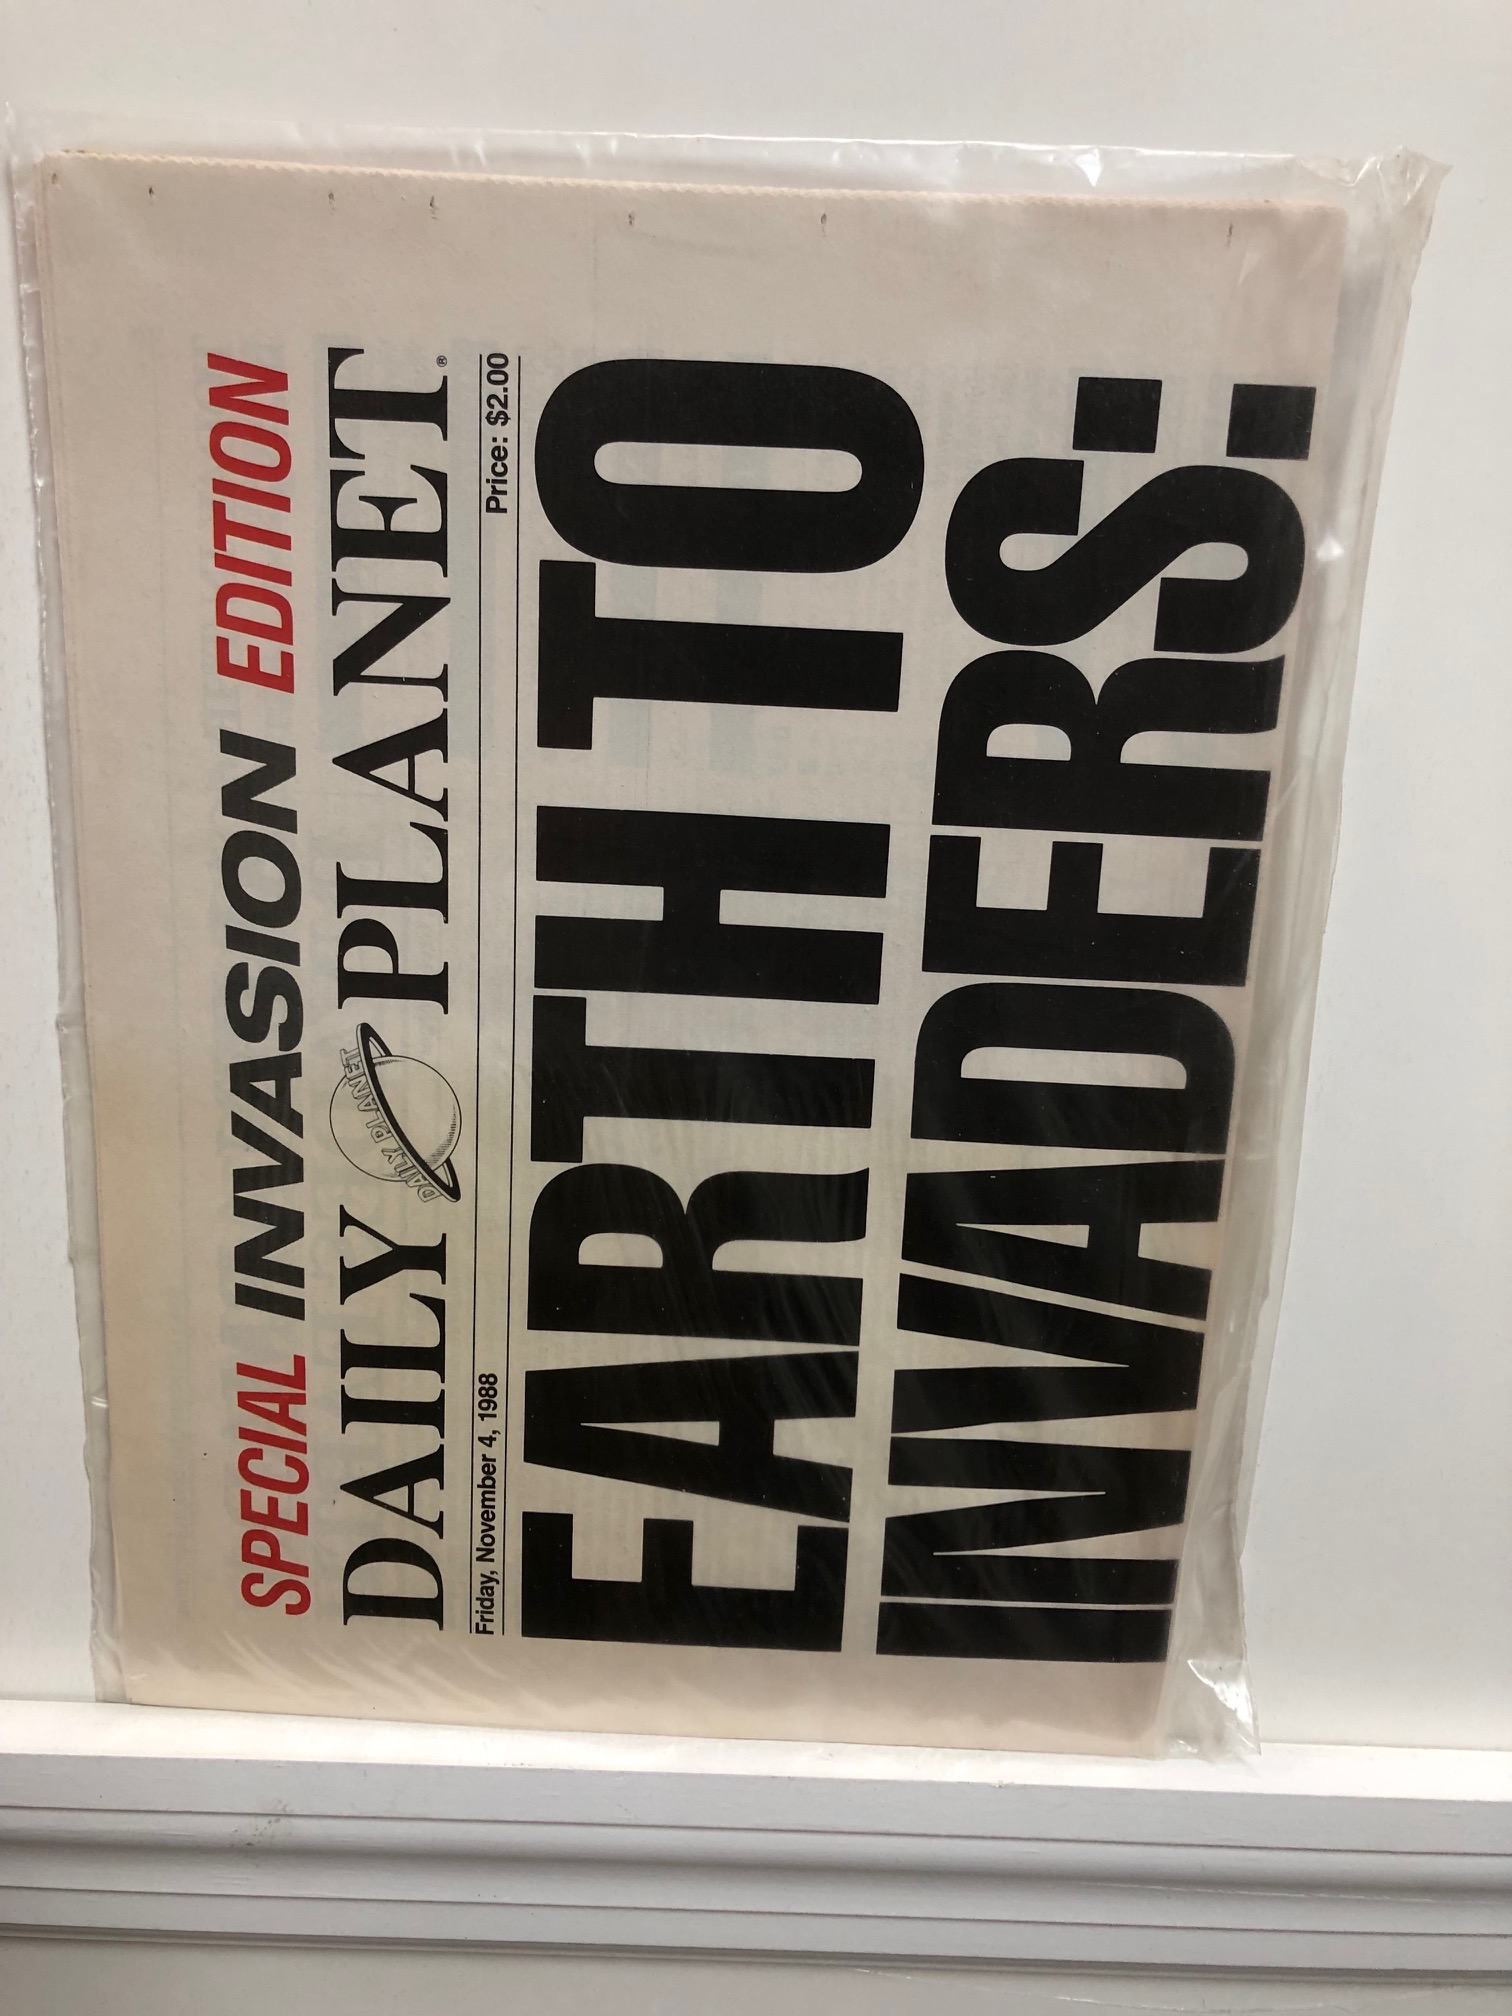 SPECIAL INVASION EDITION
DAILY DAILY PLANET PLANET®
Friday, November 4, 1988 Price: $2.00
EARTH TO
INVADERS: